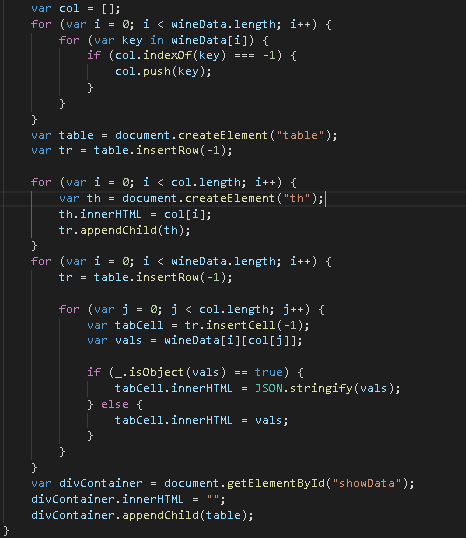 var col = [];
for (var i = 0; i < wineData.length; i++) {
for (var key in wineData[i]) {
if (col.indexOf(key) === -1) {
col.push(key);
}
}
}
var table = document.createElement("table");
var tr = table.insertRow(-1);
for (var i = 0; i < col.length; i++) {
var th = document.createElement("th");
th.innerHTML = col[i];
tr.appendChild(th);
}
for (var i = 0; i < wineData.length; i++) {
tr = table.insertRow(-1);
for (var j = 0; j < col.length; j++) {
var tabCell = tr.insertCell(-1);
var vals = wineData[i][col[j]];
if (_.isObject(vals) == true) {
tabCell.innerHTML = JSON.stringify(vals);
} else {
tabCell.innerHTML = vals;
}
}
}
var divContainer = document.getElementById("showData");
divContainer.innerHTML = "";
divContainer.appendChild(table);
}